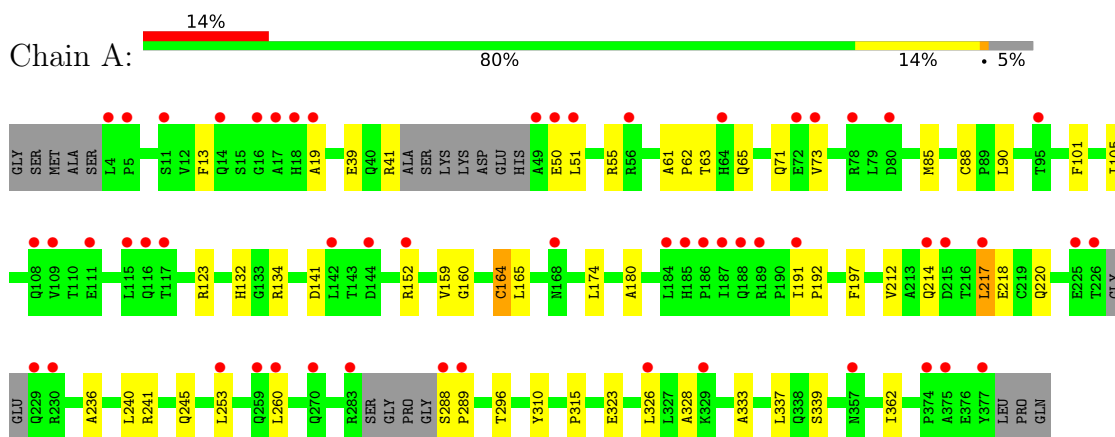 14%
Chain A:
80% 14% • 5%
GLY SER MET ALA SER L4 P5 S11 V12 F13 Q14 S15 G16 A17 H18 A19 E39 Q40 R41 ALA SER LYS LYS ASP GLU HIS A49 E50 L51 R55 R56 A61 P62 T63 H64 Q65 Q71 E72 V73 R78 L79 D80 M85 C88 P89 L90 T95 F101 I105
Q108 V109 T110 E111 L115 Q116 T117 R123 H132 G133 R134 D141 L142 T143 D144 R152 V159 G160 C164 L165 N168 L174 A180 L184 H185 P186 I187 Q188 R189 P190 I191 P192 F197 V212 A213 Q214 D215 T216 L217 E218 C219 Q220 E225 T226 GLY
GLU Q229 R230 A236 L240 R241 Q245 L253 Q259 L260 Q270 R283 SER GLY PRO GLY S288 P289 T296 Y310 P315 E323 L326 L327 A328 K329 A333 L337 Q338 S339 N357 I362 P374 A375 E376 Y377 LEU PRO GLN